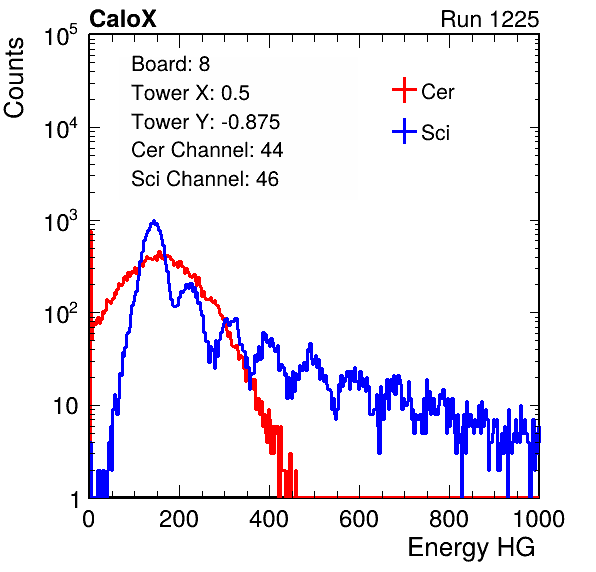 CaloX Run 1225
Counts
10^5
10^4
10^3
10^2
10
1
Board: 8
Tower X: 0.5
Tower Y: -0.875
Cer Channel: 44
Sci Channel: 46
Cer
Sci
0 200 400 600 800 1000
Energy HG